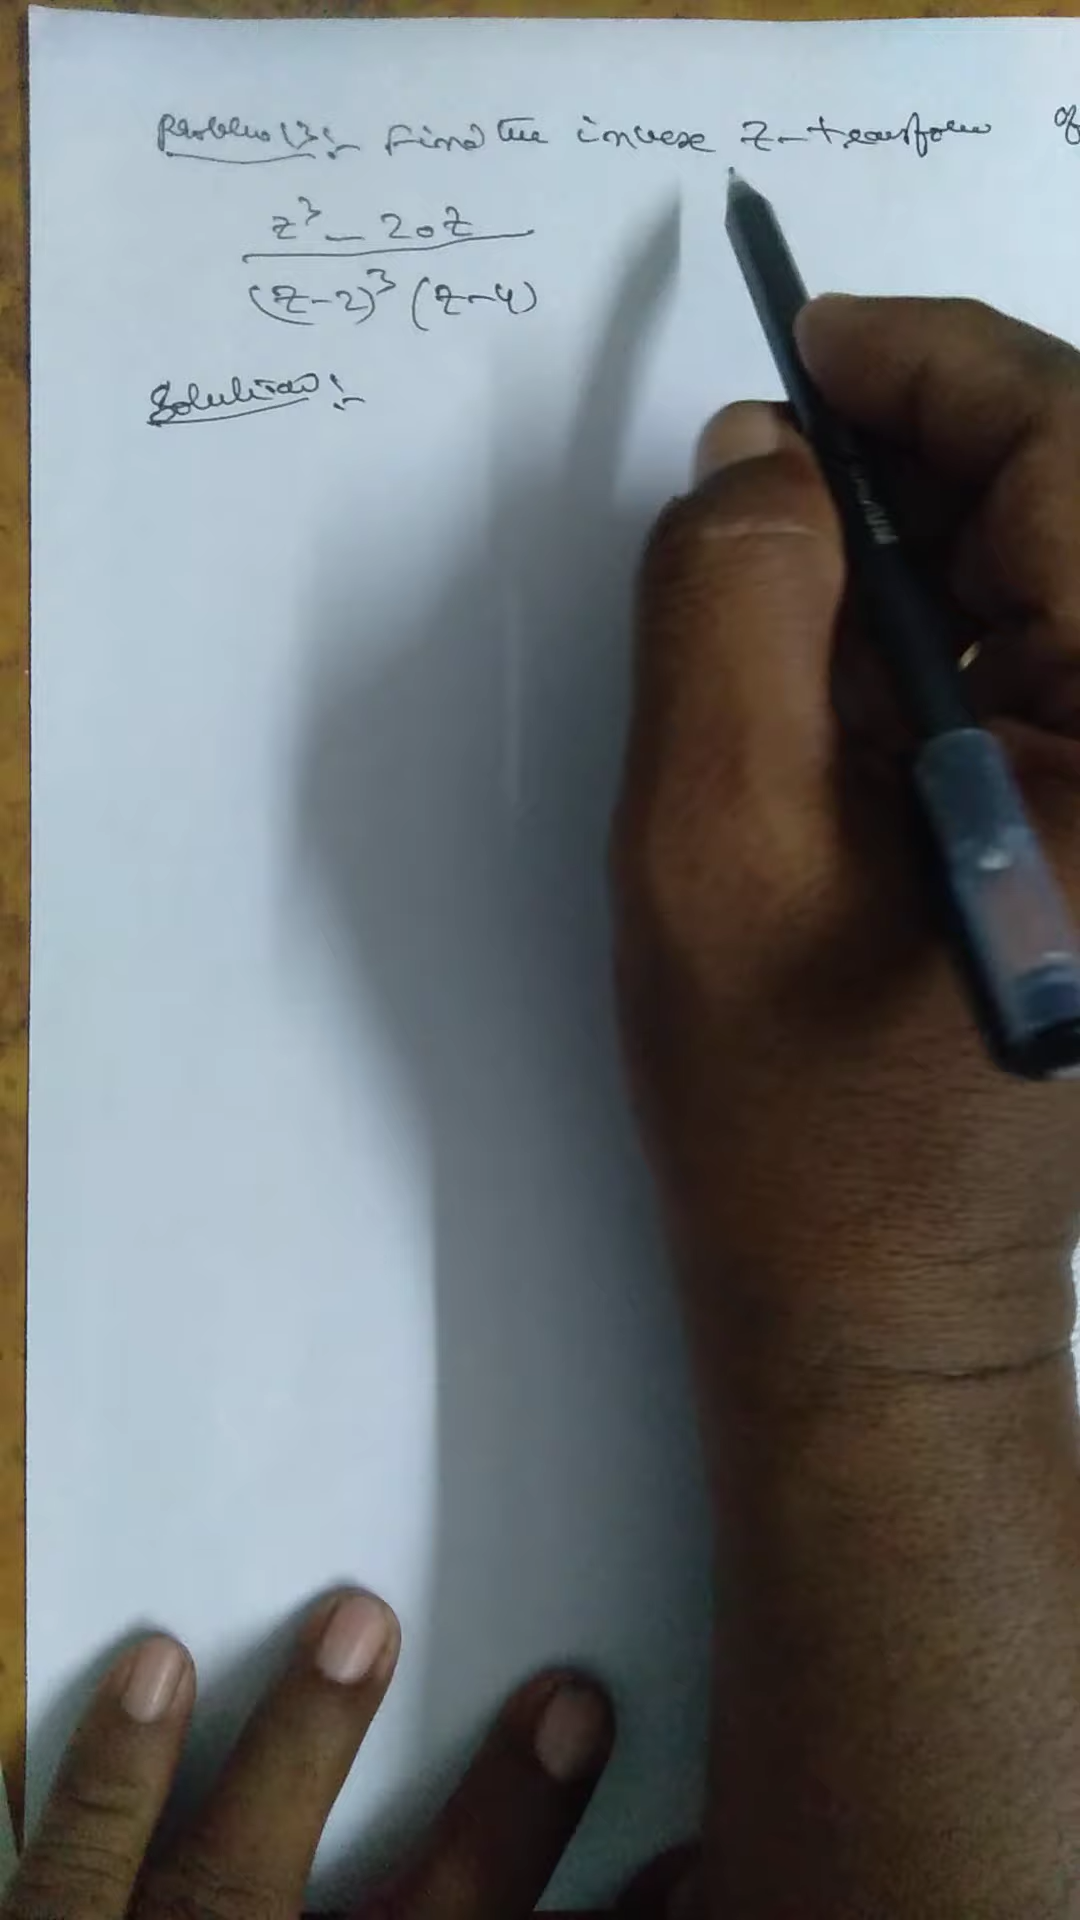 Problem 13:- Find the inverse Z-transform of
z³ - 20z
(z-2)³ (z-4)
Solution:-